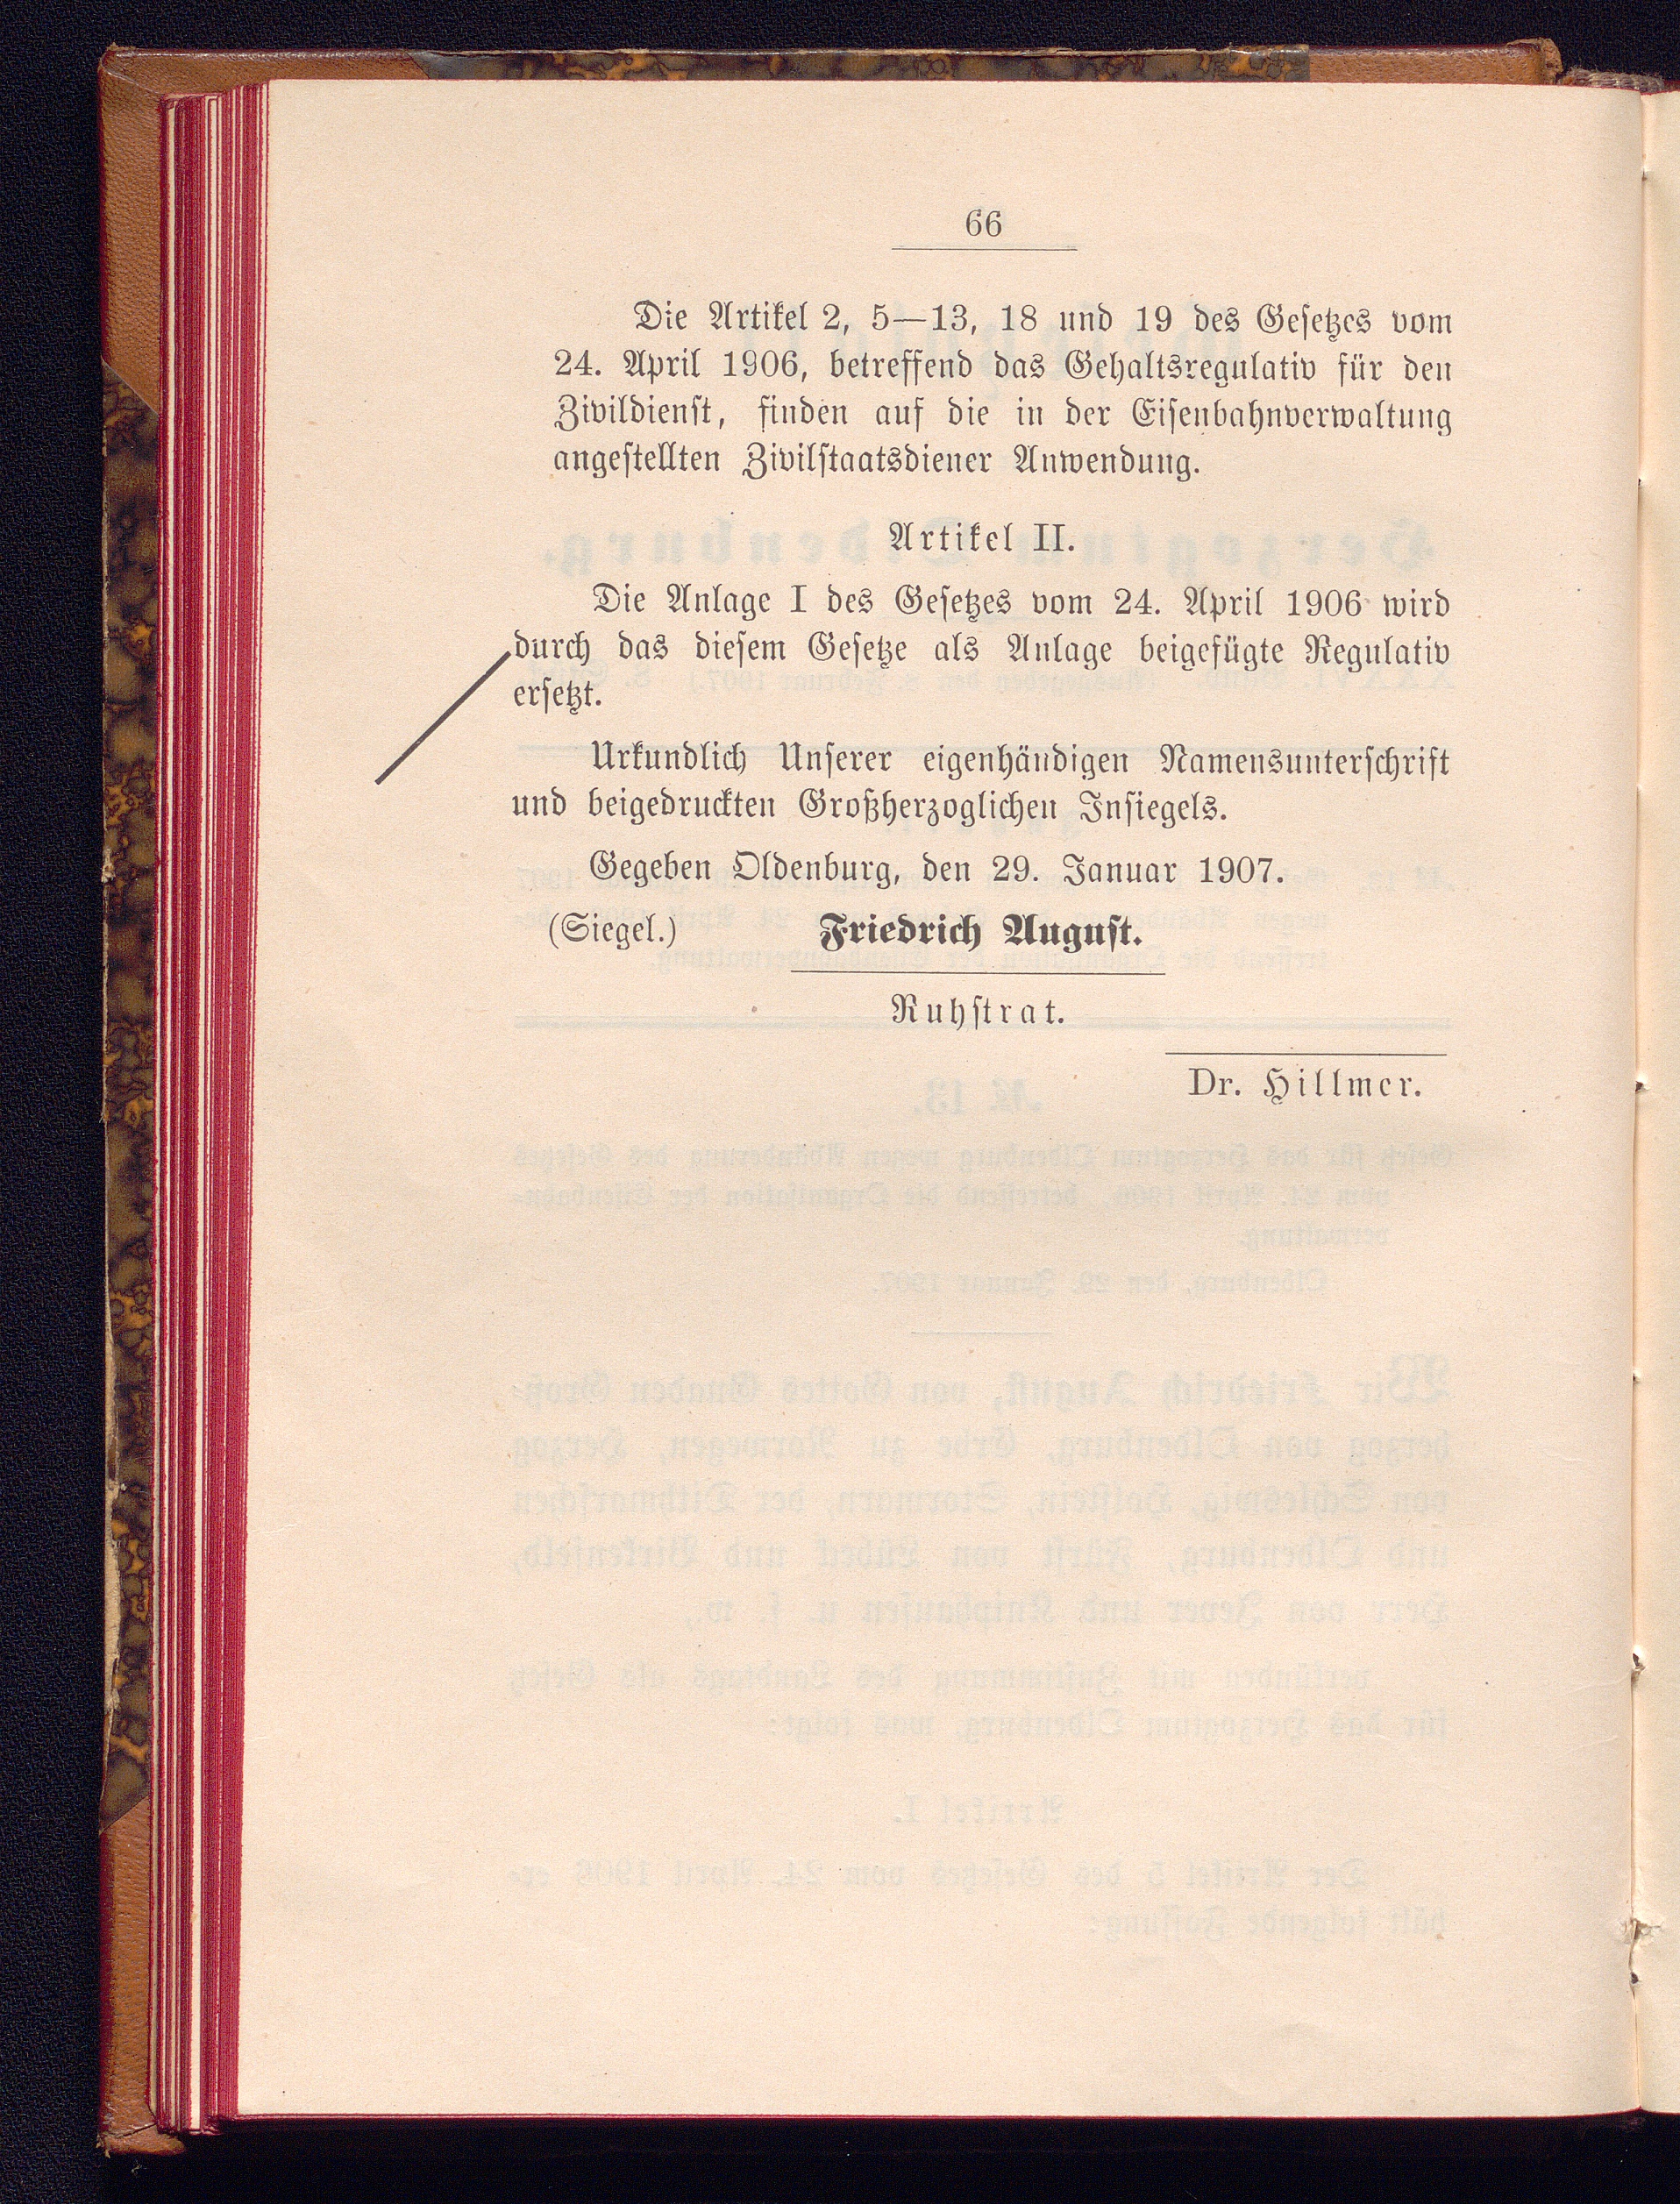 66
Die Artikel 2, 5—13, 18 und 19 des Gesetzes vom
24. April 1906, betreffend das Gehaltsregulativ für den
Zivildienst, finden auf die in der Eisenbahnverwaltung
angestellten Zivilstaatsdiener Anwendung.
Artikel II.
Die Anlage I des Gesetzes vom 24. April 1906 wird
durch das diesem Gesetze als Anlage beigefügte Regulativ
ersetzt.
Urkundlich Unserer eigenhändigen Namensunterschrift
und beigedruckten Großherzoglichen Insiegels.
Gegeben Oldenburg, den 29. Januar 1907.
(Siegel.) Friedrich August.
Ruhstrat.
Dr. Hillmer.